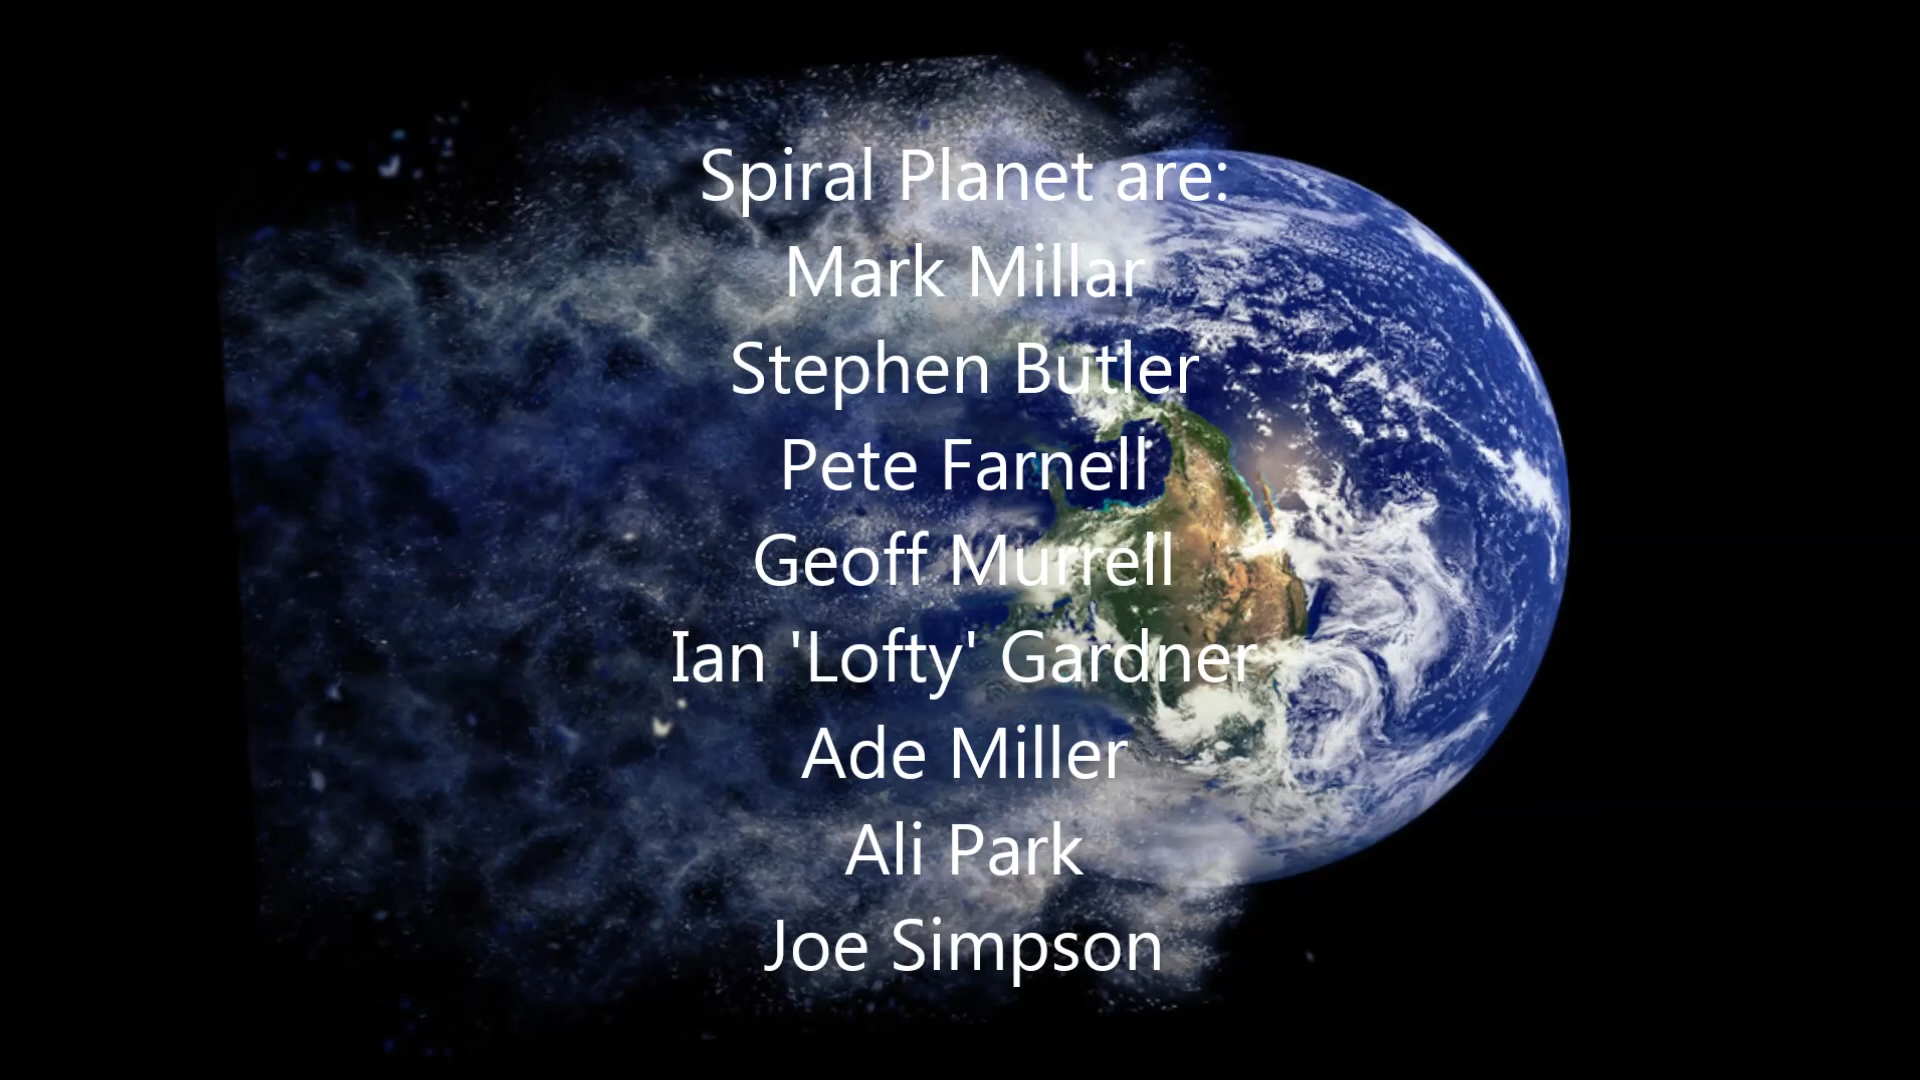 Spiral Planet are:
Mark Millar
Stephen Butler
Pete Farnell
Geoff Murrell
Ian 'Lofty' Gardner
Ade Miller
Ali Park
Joe Simpson